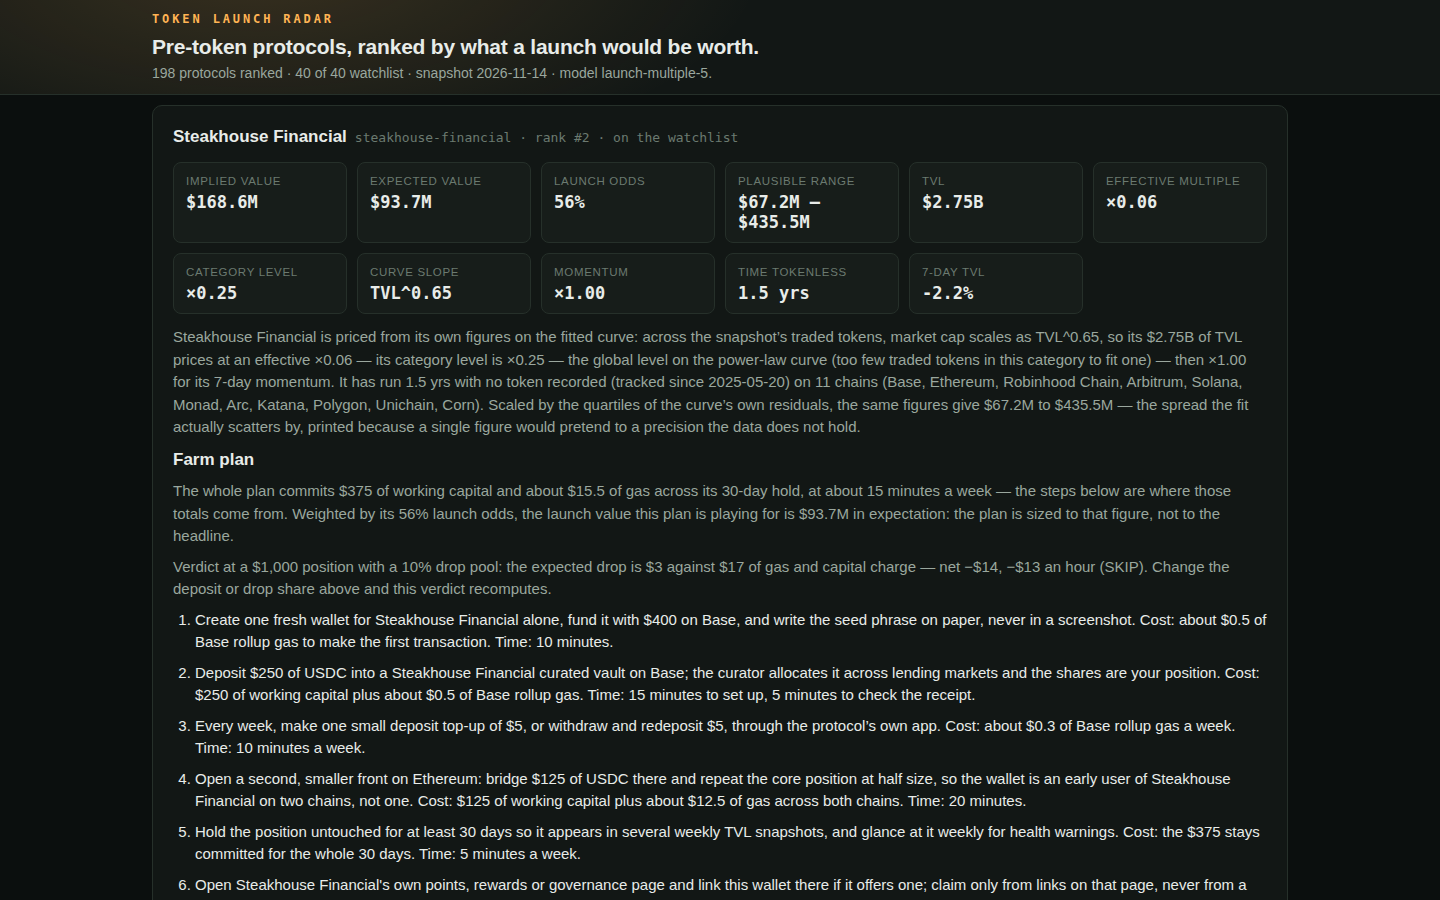 TOKEN LAUNCH RADAR
Pre-token protocols, ranked by what a launch would be worth.
198 protocols ranked · 40 of 40 watchlist · snapshot 2026-11-14 · model launch-multiple-5.
Steakhouse Financial steakhouse-financial · rank #2 · on the watchlist
IMPLIED VALUE
$168.6M
EXPECTED VALUE
$93.7M
LAUNCH ODDS
56%
PLAUSIBLE RANGE
$67.2M –
$435.5M
TVL
$2.75B
EFFECTIVE MULTIPLE
×0.06
CATEGORY LEVEL
×0.25
CURVE SLOPE
TVL^0.65
MOMENTUM
×1.00
TIME TOKENLESS
1.5 yrs
7-DAY TVL
-2.2%
Steakhouse Financial is priced from its own figures on the fitted curve: across the snapshot’s traded tokens, market cap scales as TVL^0.65, so its $2.75B of TVL
prices at an effective ×0.06 — its category level is ×0.25 — the global level on the power-law curve (too few traded tokens in this category to fit one) — then ×1.00
for its 7-day momentum. It has run 1.5 yrs with no token recorded (tracked since 2025-05-20) on 11 chains (Base, Ethereum, Robinhood Chain, Arbitrum, Solana,
Monad, Arc, Katana, Polygon, Unichain, Corn). Scaled by the quartiles of the curve’s own residuals, the same figures give $67.2M to $435.5M — the spread the fit
actually scatters by, printed because a single figure would pretend to a precision the data does not hold.
Farm plan
The whole plan commits $375 of working capital and about $15.5 of gas across its 30-day hold, at about 15 minutes a week — the steps below are where those
totals come from. Weighted by its 56% launch odds, the launch value this plan is playing for is $93.7M in expectation: the plan is sized to that figure, not to the
headline.
Verdict at a $1,000 position with a 10% drop pool: the expected drop is $3 against $17 of gas and capital charge — net −$14, −$13 an hour (SKIP). Change the
deposit or drop share above and this verdict recomputes.
1. Create one fresh wallet for Steakhouse Financial alone, fund it with $400 on Base, and write the seed phrase on paper, never in a screenshot. Cost: about $0.5 of
Base rollup gas to make the first transaction. Time: 10 minutes.
2. Deposit $250 of USDC into a Steakhouse Financial curated vault on Base; the curator allocates it across lending markets and the shares are your position. Cost:
$250 of working capital plus about $0.5 of Base rollup gas. Time: 15 minutes to set up, 5 minutes to check the receipt.
3. Every week, make one small deposit top-up of $5, or withdraw and redeposit $5, through the protocol’s own app. Cost: about $0.3 of Base rollup gas a week.
Time: 10 minutes a week.
4. Open a second, smaller front on Ethereum: bridge $125 of USDC there and repeat the core position at half size, so the wallet is an early user of Steakhouse
Financial on two chains, not one. Cost: $125 of working capital plus about $12.5 of gas across both chains. Time: 20 minutes.
5. Hold the position untouched for at least 30 days so it appears in several weekly TVL snapshots, and glance at it weekly for health warnings. Cost: the $375 stays
committed for the whole 30 days. Time: 5 minutes a week.
6. Open Steakhouse Financial's own points, rewards or governance page and link this wallet there if it offers one; claim only from links on that page, never from a